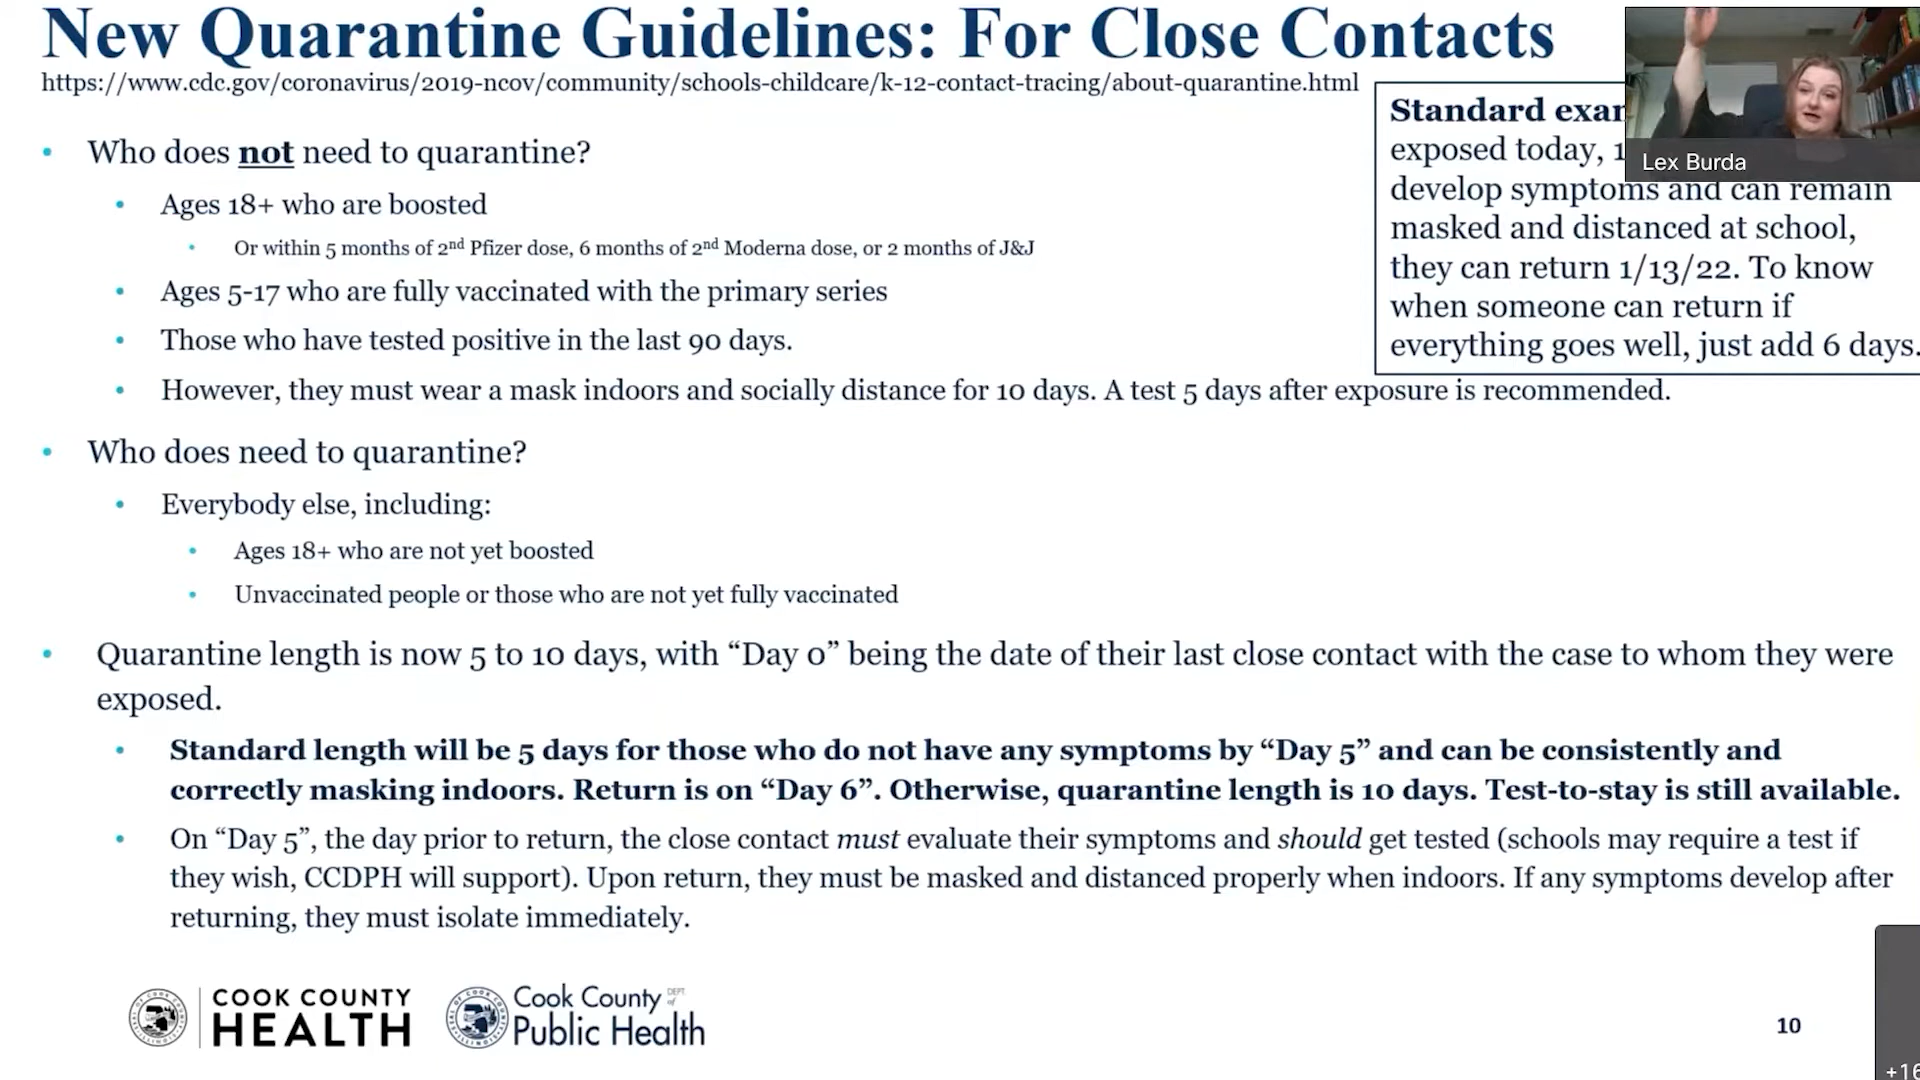 New Quarantine Guidelines: For Close Contacts
https://www.cdc.gov/coronavirus/2019-ncov/community/schools-childcare/k-12-contact-tracing/about-quarantine.html
• Who does not need to quarantine?
• Ages 18+ who are boosted
• Or within 5 months of 2nd Pfizer dose, 6 months of 2nd Moderna dose, or 2 months of J&J
• Ages 5-17 who are fully vaccinated with the primary series
• Those who have tested positive in the last 90 days.
• However, they must wear a mask indoors and socially distance for 10 days. A test 5 days after exposure is recommended.
Standard
exposed today,
develop symptoms and can remain
masked and distanced at school,
they can return 1/13/22. To know
when someone can return if
everything goes well, just add 6 days.
Lex Burda
• Who does need to quarantine?
• Everybody else, including:
• Ages 18+ who are not yet boosted
• Unvaccinated people or those who are not yet fully vaccinated
• Quarantine length is now 5 to 10 days, with “Day 0” being the date of their last close contact with the case to whom they were
exposed.
• Standard length will be 5 days for those who do not have any symptoms by “Day 5” and can be consistently and
correctly masking indoors. Return is on “Day 6”. Otherwise, quarantine length is 10 days. Test-to-stay is still available.
• On “Day 5”, the day prior to return, the close contact must evaluate their symptoms and should get tested (schools may require a test if
they wish, CCDPH will support). Upon return, they must be masked and distanced properly when indoors. If any symptoms develop after
returning, they must isolate immediately.
COOK COUNTY
HEALTH
Cook County DEPT of
Public Health
10
+16